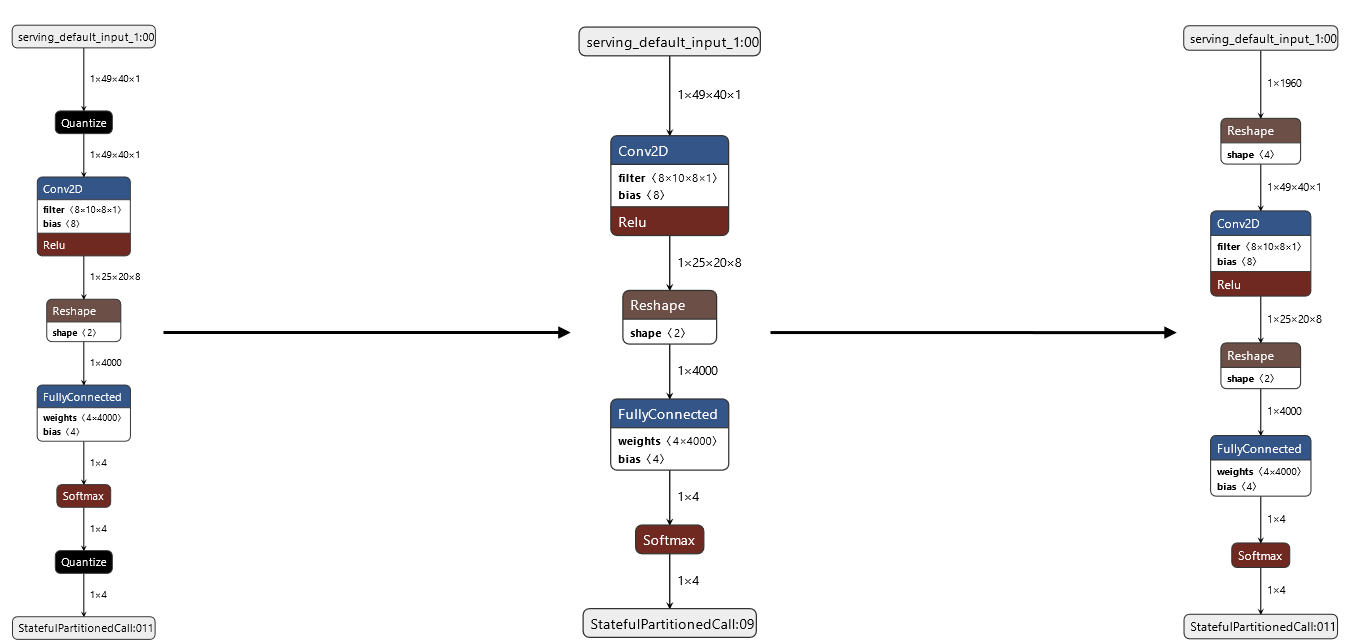 serving_default_input_1:00
1×49×40×1
Quantize
1×49×40×1
Conv2D
filter 〈8×10×8×1〉
bias 〈8〉
Relu
1×25×20×8
Reshape
shape 〈2〉
1×4000
FullyConnected
weights 〈4×4000〉
bias 〈4〉
1×4
Softmax
1×4
Quantize
1×4
StatefulPartitionedCall:011
serving_default_input_1:00
1×49×40×1
Conv2D
filter 〈8×10×8×1〉
bias 〈8〉
Relu
1×25×20×8
Reshape
shape 〈2〉
1×4000
FullyConnected
weights 〈4×4000〉
bias 〈4〉
1×4
Softmax
1×4
StatefulPartitionedCall:09
serving_default_input_1:00
1×1960
Reshape
shape 〈4〉
1×49×40×1
Conv2D
filter 〈8×10×8×1〉
bias 〈8〉
Relu
1×25×20×8
Reshape
shape 〈2〉
1×4000
FullyConnected
weights 〈4×4000〉
bias 〈4〉
1×4
Softmax
1×4
StatefulPartitionedCall:011